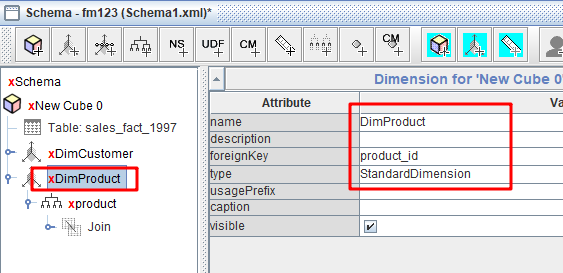 Schema - fm123 (Schema1.xml)*
NS UDF CM CM
xSchema
xNew Cube 0
Table: sales_fact_1997
xDimCustomer
xDimProduct
xproduct
Join
Dimension for 'New Cube 0'
Attribute Va
name DimProduct
description
foreignKey product_id
type StandardDimension
usagePrefix
caption
visible